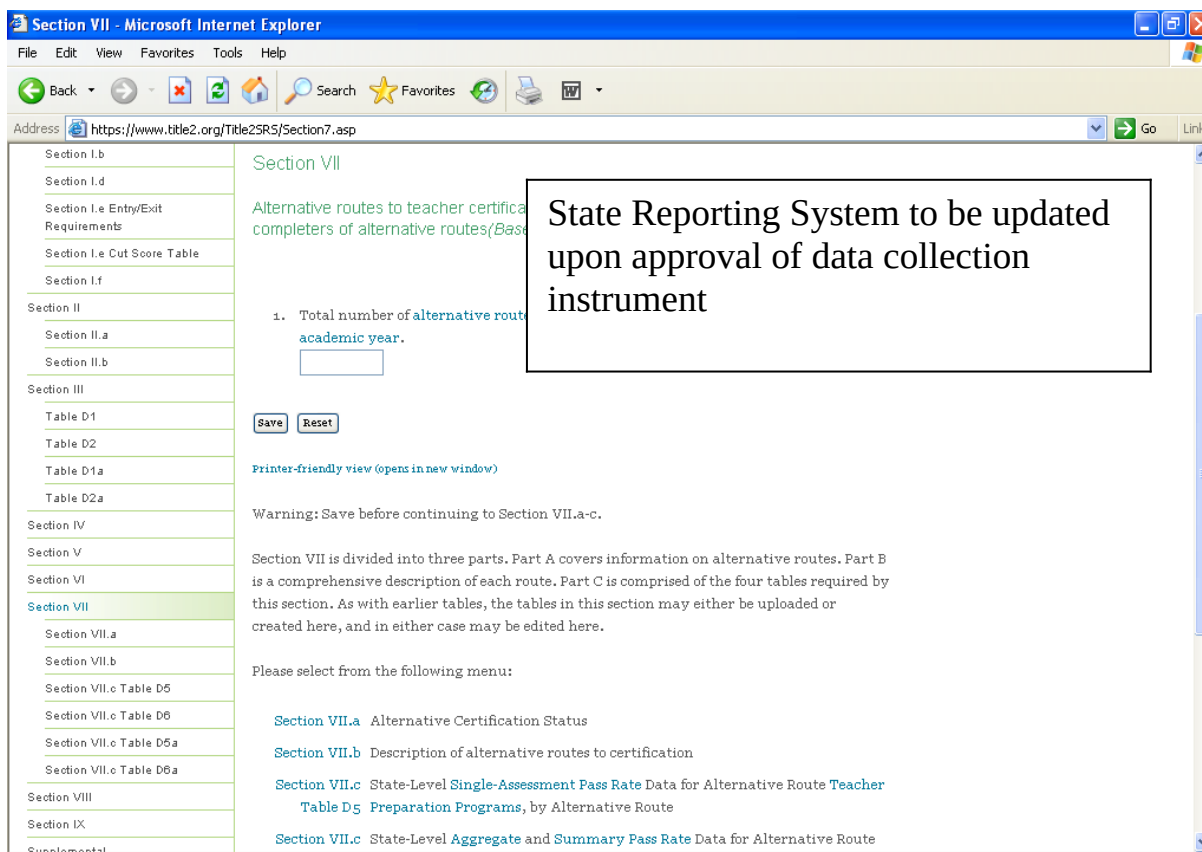 Section VII - Microsoft Internet Explorer
File Edit View Favorites Tools Help
Back Search Favorites
Address https://www.title2.org/Title2SRS/Section7.asp Go Link
Section I.b
Section I.d
Section I.e Entry/Exit
Requirements
Section I.e Cut Score Table
Section I.f
Section II
Section II.a
Section II.b
Section III
Table D1
Table D2
Table D1a
Table D2a
Section IV
Section V
Section VI
Section VII
Section VII.a
Section VII.b
Section VII.c Table D5
Section VII.c Table D6
Section VII.c Table D5a
Section VII.c Table D6a
Section VIII
Section IX
Supplemental
Section VII
Alternative routes to teacher certifica
completers of alternative routes(Base
State Reporting System to be updated
upon approval of data collection
instrument
1. Total number of alternative route
academic year.
Save Reset
Printer-friendly view (opens in new window)
Warning: Save before continuing to Section VII.a-c.
Section VII is divided into three parts. Part A covers information on alternative routes. Part B
is a comprehensive description of each route. Part C is comprised of the four tables required by
this section. As with earlier tables, the tables in this section may either be uploaded or
created here, and in either case may be edited here.
Please select from the following menu:
Section VII.a Alternative Certification Status
Section VII.b Description of alternative routes to certification
Section VII.c State-Level Single-Assessment Pass Rate Data for Alternative Route Teacher
Table D5 Preparation Programs, by Alternative Route
Section VII.c State-Level Aggregate and Summary Pass Rate Data for Alternative Route